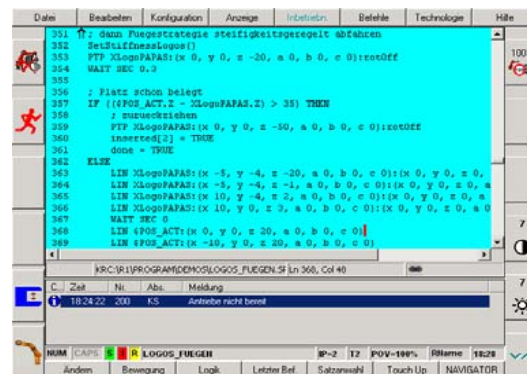 Datei Bearbeiten Konfiguration Anzeige Inbetriebn. Befehle Technologie Hilfe
351 ; dann Fuegestrategie steifigkeitsgeregelt abfahren
352 SetStiffnessLogos()
353 PTP XLogoPAPAS:{x 0, y 0, z -20, a 0, b 0, c 0}:rotOff
354 WAIT SEC 0.3
355
356 ; Platz schon belegt
357 IF (($POS_ACT.Z - XLogoPAPAS.Z) > 35) THEN
358 ; zurueckziehen
359 PTP XLogoPAPAS:{x 0, y 0, z -50, a 0, b 0, c 0}:rotOff
360 inserted[2] = TRUE
361 done = TRUE
362 ELSE
363 LIN XLogoPAPAS:{x -5, y -4, z -20, a 0, b 0, c 0}:{x 0, y 0, z 0,
364 LIN XLogoPAPAS:{x -5, y -4, z -1, a 0, b 0, c 0}:{x 0, y 0, z 0, a
365 LIN XLogoPAPAS:{x 10, y -4, z 2, a 0, b 0, c 0}:{x 0, y 0, z 0, a
366 LIN XLogoPAPAS:{x 10, y 0, z 3, a 0, b 0, c 0}:{x 0, y 0, z 0, a 0
367 WAIT SEC 0
368 LIN $POS_ACT:{x 0, y 0, z 20, a 0, b 0, c 0}
369 LIN $POS_ACT:{x -10, y 0, z 20, a 0, b 0, c 0}
100
KRC:\R1\PROGRAM\DEMOS\LOGOS_FUEGEN.SF Ln 368, Col 48
C.. Zeit Nr. Abs. Meldung
18:24:22 200 KS Antriebe nicht bereit
7
7
NUM CAPS S I R LOGOS_FUEGEN IP=2 T2 POV=100% RName 18:28
Ändern Bewegung Logik Letzter Bef. Satzanwahl Touch Up NAVIGATOR